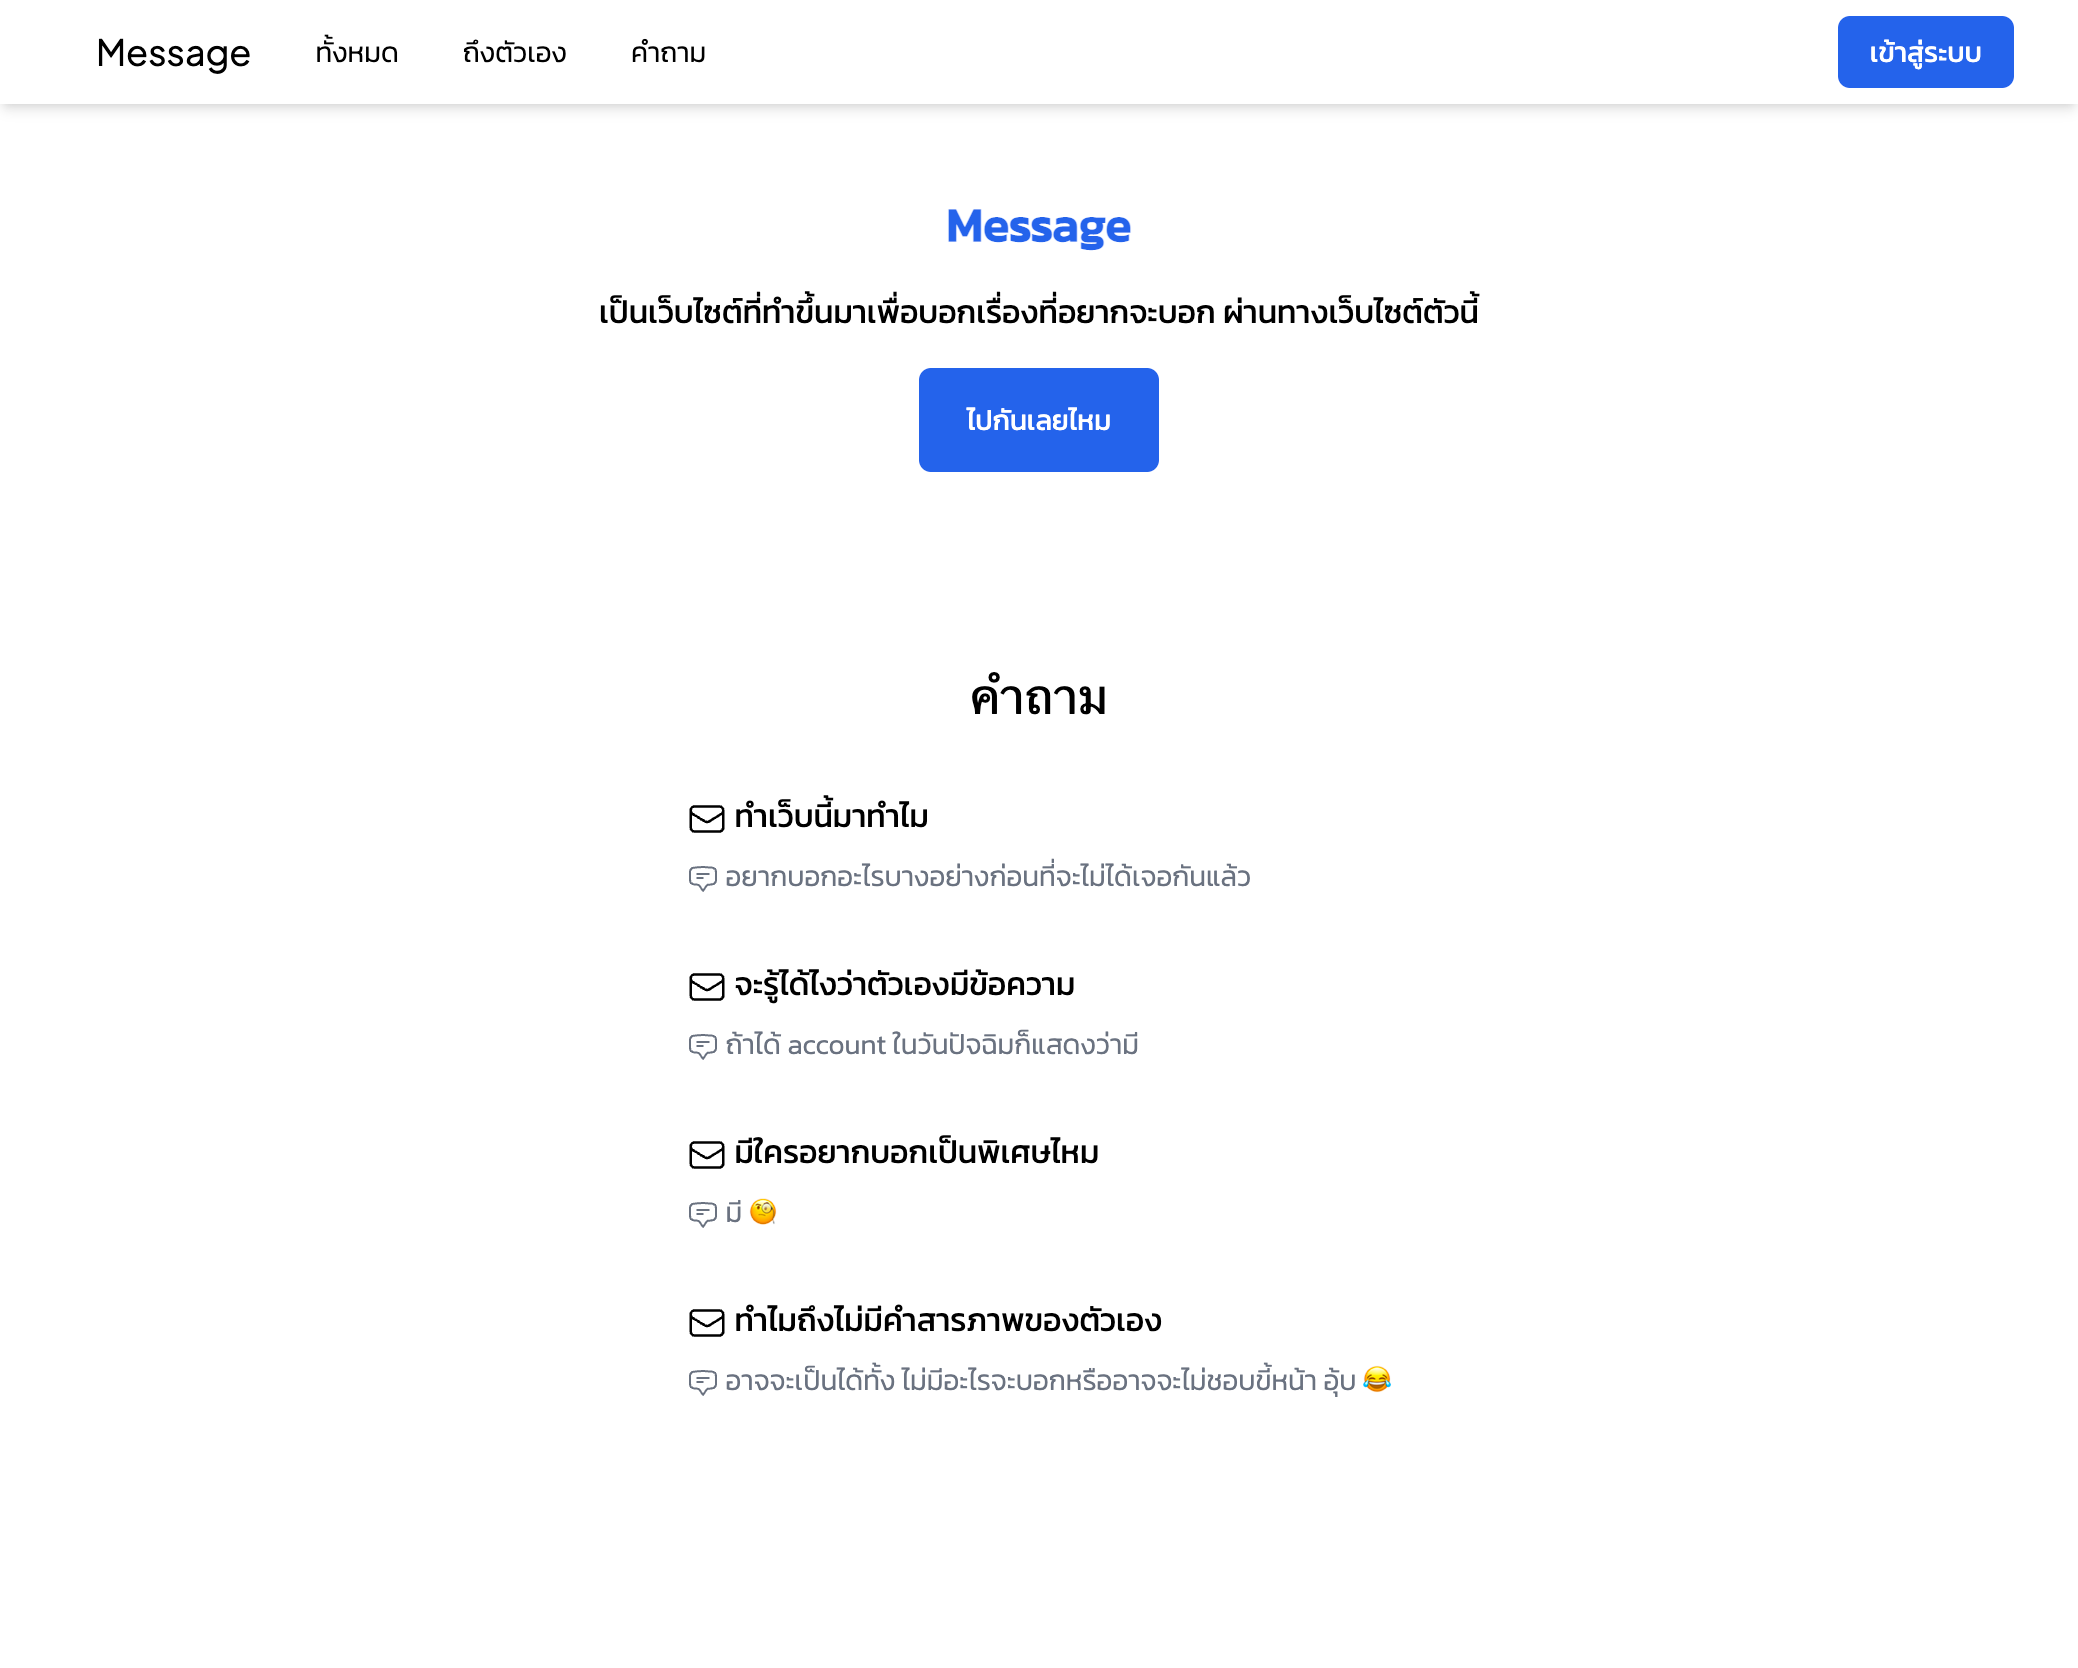 Message ทั้งหมด ถึงตัวเอง คำถาม เข้าสู่ระบบ
Message
เป็นเว็บไซต์ที่ทำขึ้นมาเพื่อบอกเรื่องที่อยากจะบอก ผ่านทางเว็บไซต์ตัวนี้
ไปกันเลยไหม
คำถาม
ทำเว็บนี้มาทำไม
อยากบอกอะไรบางอย่างก่อนที่จะไม่ได้เจอกันแล้ว
จะรู้ได้ไงว่าตัวเองมีข้อความ
ถ้าได้ account ในวันปัจฉิมก็แสดงว่ามี
มีใครอยากบอกเป็นพิเศษไหม
มี 🧐
ทำไมถึงไม่มีคำสารภาพของตัวเอง
อาจจะเป็นได้ทั้ง ไม่มีอะไรจะบอกหรืออาจจะไม่ชอบขี้หน้า อุ้บ 😂